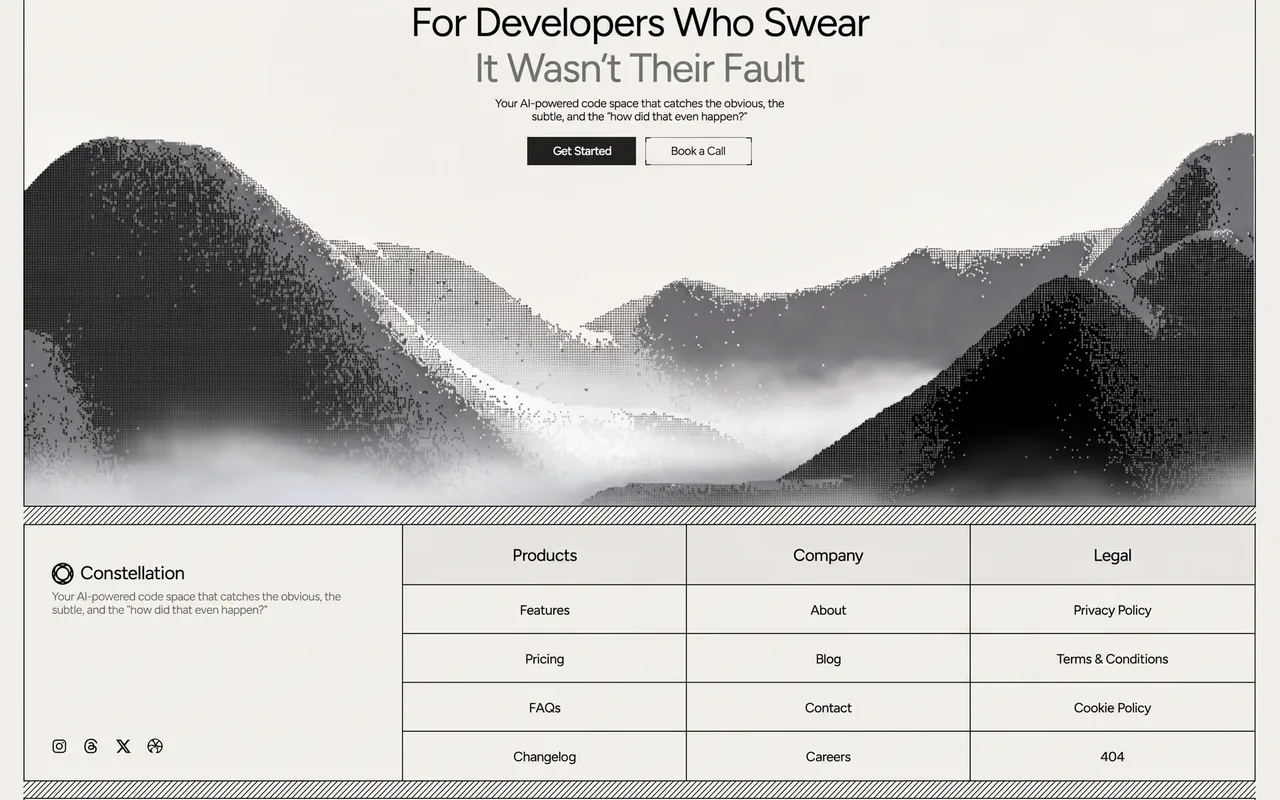 For Developers Who Swear
It Wasn't Their Fault
Your AI-powered code space that catches the obvious, the
subtle, and the "how did that even happen?"
Get Started
Book a Call
Constellation
Your AI-powered code space that catches the obvious, the
subtle, and the "how did that even happen?"
Products
Company
Legal
Features
About
Privacy Policy
Pricing
Blog
Terms & Conditions
FAQs
Contact
Cookie Policy
Changelog
Careers
404